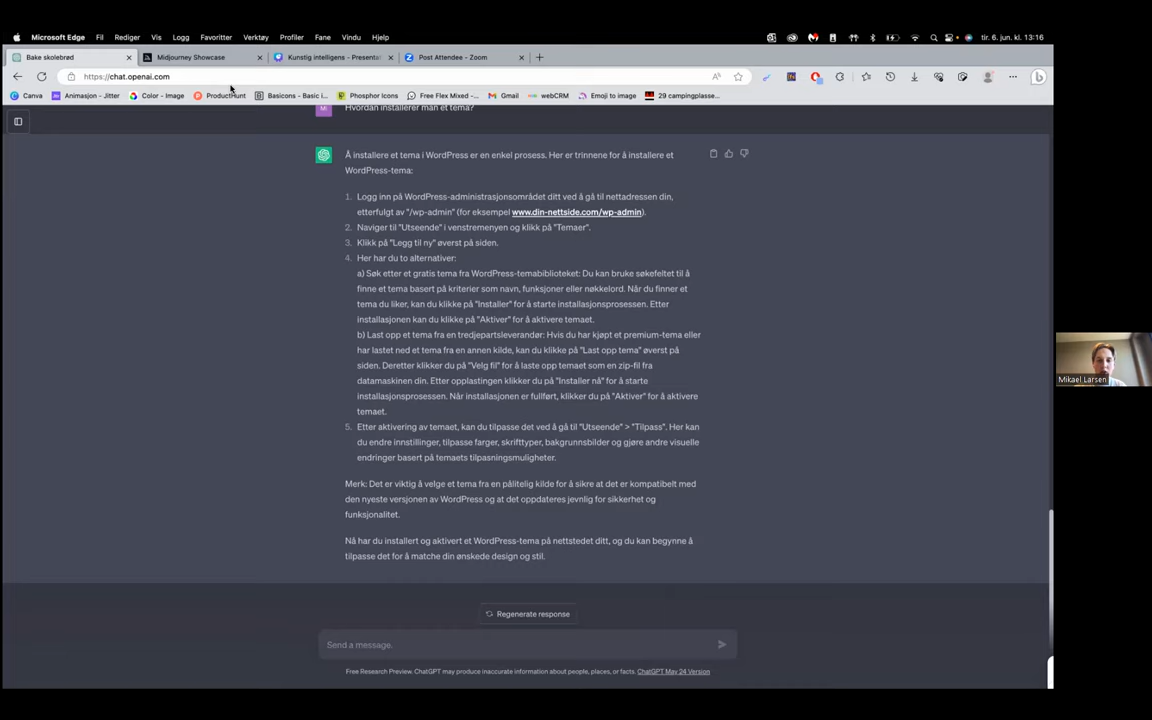 Microsoft Edge Fil Rediger Vis Logg Favoritter Verktøy Profiler Fane Vindu Hjelp tir. 6. jun. kl. 13:16
Bake skolebrød Midjourney Showcase Kunstig intelligens - Presenta Post Attendee - Zoom
https://chat.openai.com
Canva Animasjon - Jitter Color - Image ProductHunt Basicons - Basic i... Phosphor Icons Free Flex Mixed -... Gmail webCRM Emoji to image 29 campingplasse...
Hvordan installerer man et tema?
Å installere et tema i WordPress er en enkel prosess. Her er trinnene for å installere et
WordPress-tema:
1. Logg inn på WordPress-administrasjonsområdet ditt ved å gå til nettadressen din,
etterfulgt av "/wp-admin" (for eksempel www.din-nettside.com/wp-admin).
2. Naviger til "Utseende" i venstremenyen og klikk på "Temaer".
3. Klikk på "Legg til ny" øverst på siden.
4. Her har du to alternativer:
a) Søk etter et gratis tema fra WordPress-temabiblioteket: Du kan bruke søkefeltet til å
finne et tema basert på kriterier som navn, funksjoner eller nøkkelord. Når du finner et
tema du liker, kan du klikke på "Installer" for å starte installasjonsprosessen. Etter
installasjonen kan du klikke på "Aktiver" for å aktivere temaet.
b) Last opp et tema fra en tredjepartsleverandør: Hvis du har kjøpt et premium-tema eller
har lastet ned et tema fra en annen kilde, kan du klikke på "Last opp tema" øverst på
siden. Deretter klikker du på "Velg fil" for å laste opp temaet som en zip-fil fra
datamaskinen din. Etter opplastingen klikker du på "Installer nå" for å starte
installasjonsprosessen. Når installasjonen er fullført, klikker du på "Aktiver" for å aktivere
temaet.
5. Etter aktivering av temaet, kan du tilpasse det ved å gå til "Utseende" > "Tilpass". Her kan
du endre innstillinger, tilpasse farger, skrifttyper, bakgrunnsbilder og gjøre andre visuelle
endringer basert på temaets tilpasningsmuligheter.
Merk: Det er viktig å velge et tema fra en pålitelig kilde for å sikre at det er kompatibelt med
den nyeste versjonen av WordPress og at det oppdateres jevnlig for sikkerhet og
funksjonalitet.
Nå har du installert og aktivert et WordPress-tema på nettstedet ditt, og du kan begynne å
tilpasse det for å matche din ønskede design og stil.
Regenerate response
Send a message.
Free Research Preview. ChatGPT may produce inaccurate information about people, places, or facts. ChatGPT May 24 Version
Mikael Larsen